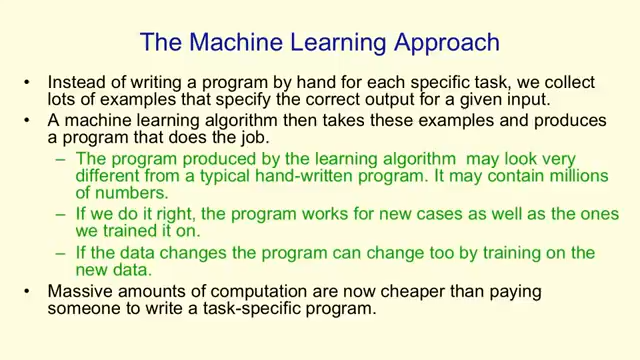 The Machine Learning Approach
• Instead of writing a program by hand for each specific task, we collect
lots of examples that specify the correct output for a given input.
• A machine learning algorithm then takes these examples and produces
a program that does the job.
– The program produced by the learning algorithm may look very
different from a typical hand-written program. It may contain millions
of numbers.
– If we do it right, the program works for new cases as well as the ones
we trained it on.
– If the data changes the program can change too by training on the
new data.
• Massive amounts of computation are now cheaper than paying
someone to write a task-specific program.